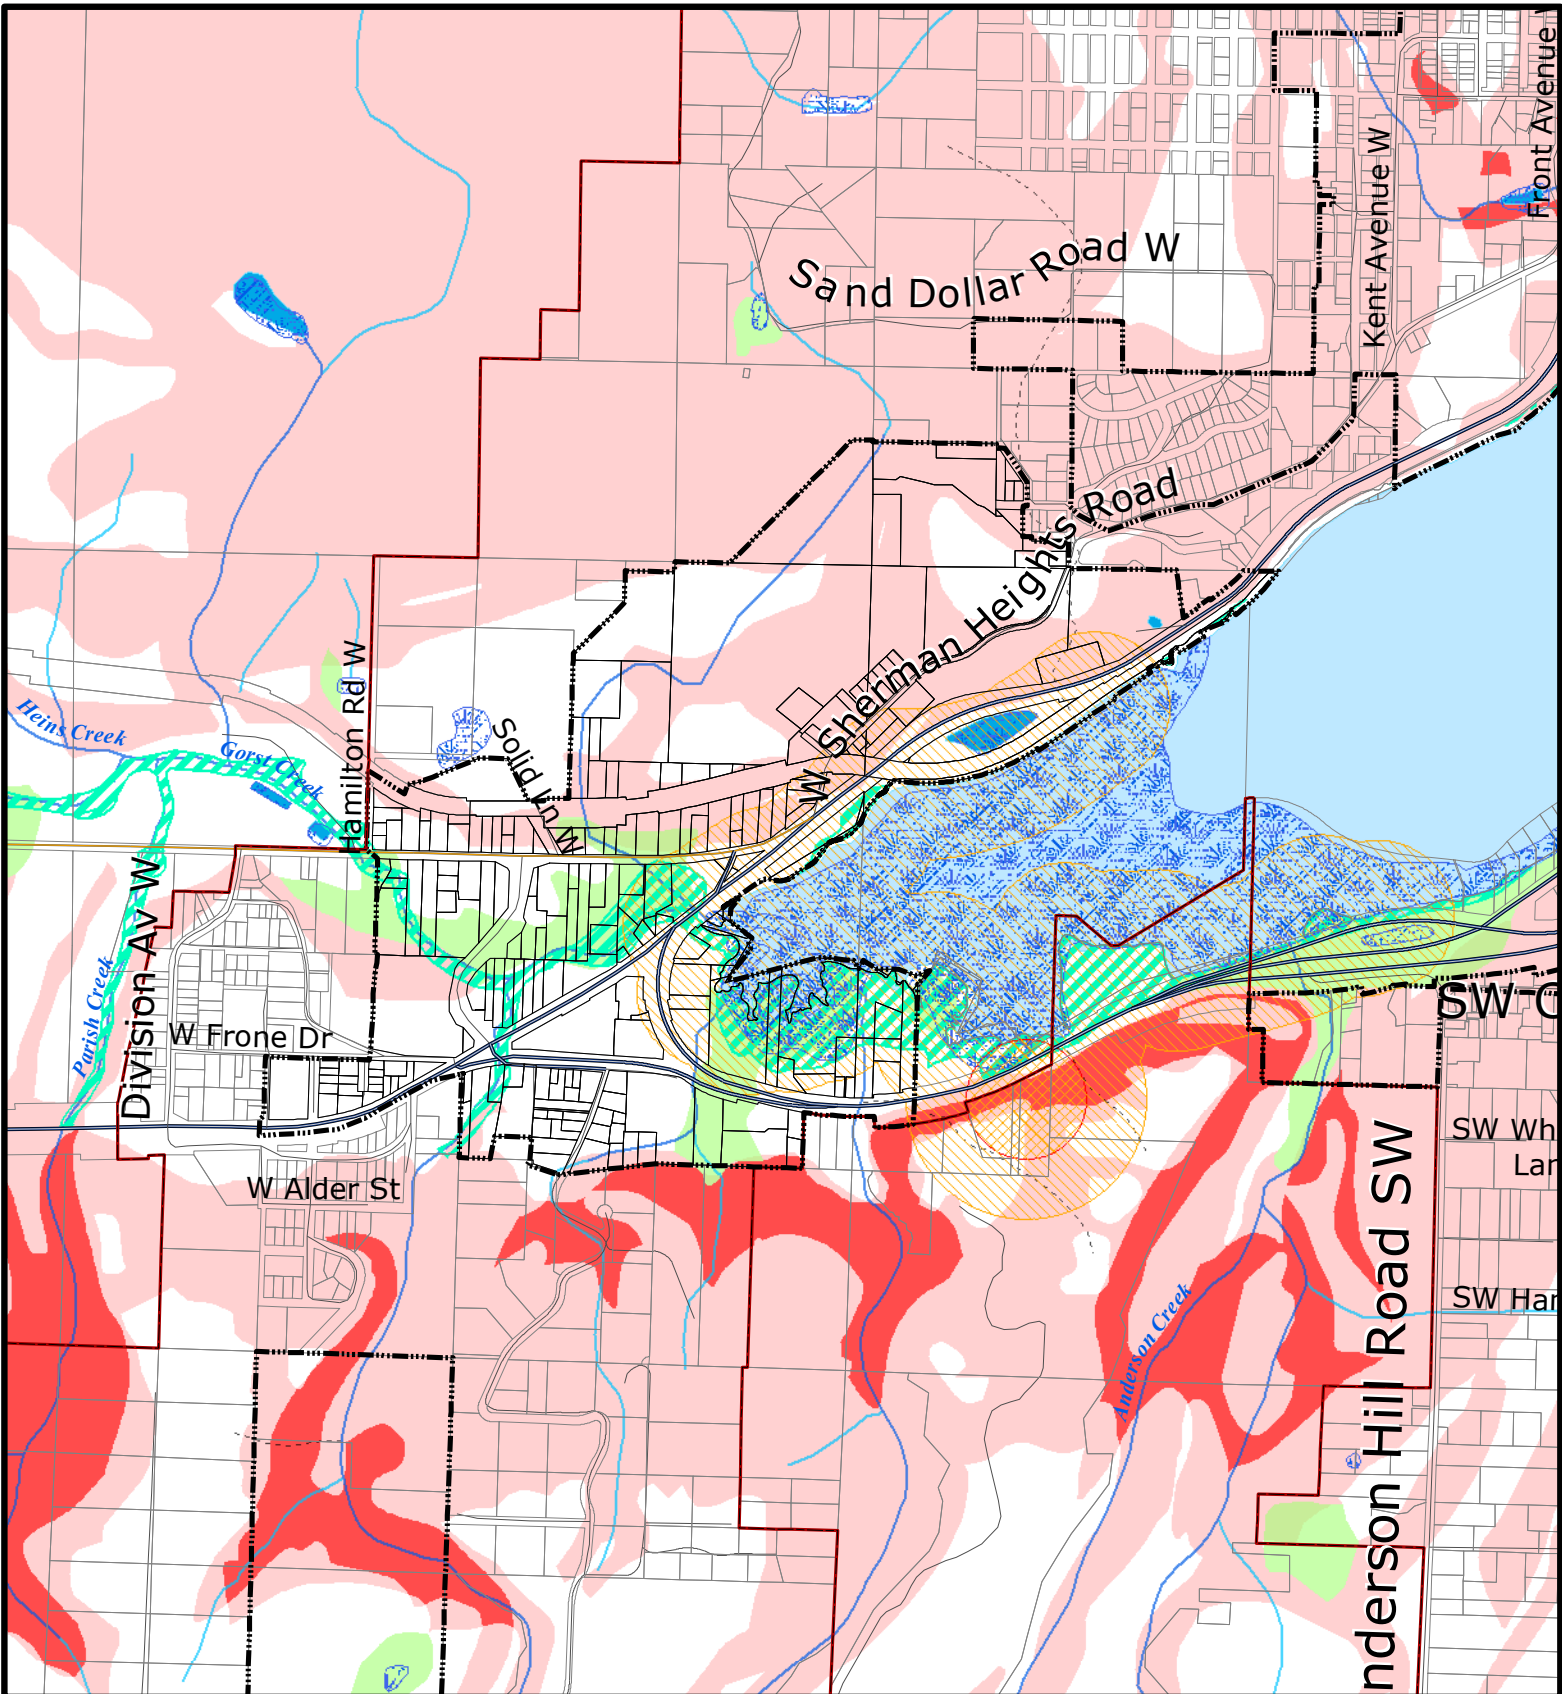 Front Avenue
Kent Avenue W
Sand Dollar Road W
W Sherman Heights Road
Hamilton Rd W
Solid Ln W
Heins Creek
Gorst Creek
Parish Creek
Division Av W
W Frone Dr
W Alder St
SW C
SW Wh
Lar
SW Har
Anderson Creek
nderson Hill Road SW